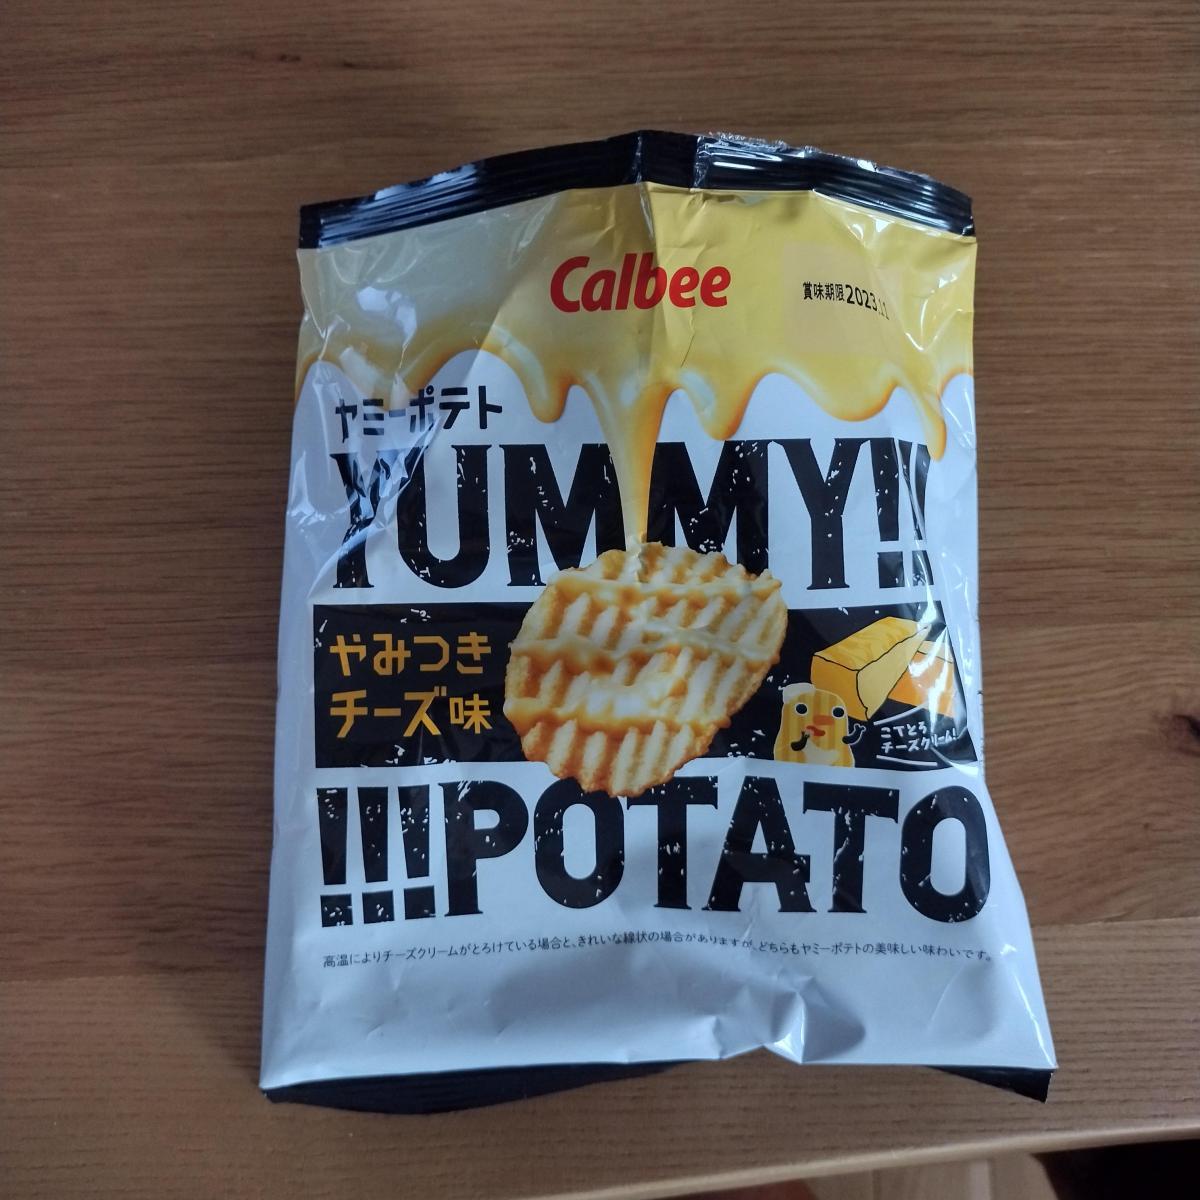 Calbee
賞味期限2023.11
ヤミーポテト
YUMMY!!
やみつき
チーズ味
こてとろ
チーズクリーム!
!!!POTATO
高温によりチーズクリームがとろけている場合と、きれいな線状の場合がありますが、どちらもヤミーポテトの美味しい味わいです。